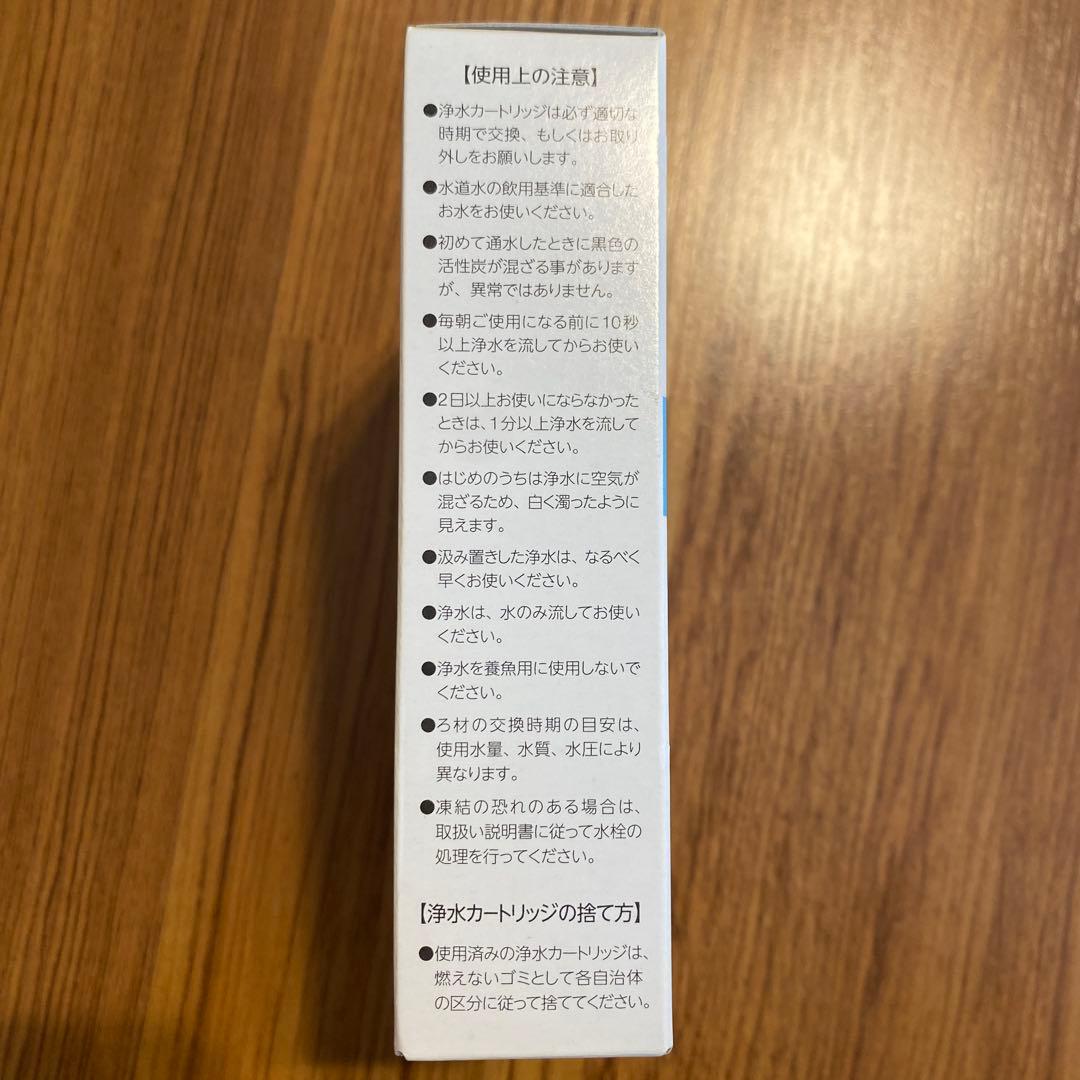 【使用上の注意】
●浄水カートリッジは必ず適切な
時期で交換、もしくはお取り
外しをお願いします。
●水道水の飲用基準に適合した
お水をお使いください。
●初めて通水したときに黒色の
活性炭が混ざる事があります
が、異常ではありません。
●毎朝ご使用になる前に10秒
以上浄水を流してからお使い
ください。
●2日以上お使いにならなかった
ときは、1分以上浄水を流して
からお使いください。
●はじめのうちは浄水に空気が
混ざるため、白く濁ったように
見えます。
●汲み置きした浄水は、なるべく
早くお使いください。
●浄水は、水のみ流してお使い
ください。
●浄水を養魚用に使用しないで
ください。
●ろ材の交換時期の目安は、
使用水量、水質、水圧により
異なります。
●凍結の恐れのある場合は、
取扱い説明書に従って水栓の
処理を行ってください。
【浄水カートリッジの捨て方】
●使用済みの浄水カートリッジは、
燃えないゴミとして各自治体
の区分に従って捨ててください。